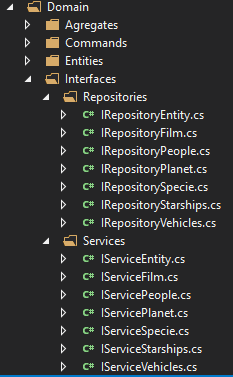 Domain
Agregates
Commands
Entities
Interfaces
Repositories
C# IRepositoryEntity.cs
C# IRepositoryFilm.cs
C# IRepositoryPeople.cs
C# IRepositoryPlanet.cs
C# IRepositorySpecie.cs
C# IRepositoryStarships.cs
C# IRepositoryVehicles.cs
Services
C# IServiceEntity.cs
C# IServiceFilm.cs
C# IServicePeople.cs
C# IServicePlanet.cs
C# IServiceSpecie.cs
C# IServiceStarships.cs
C# IServiceVehicles.cs